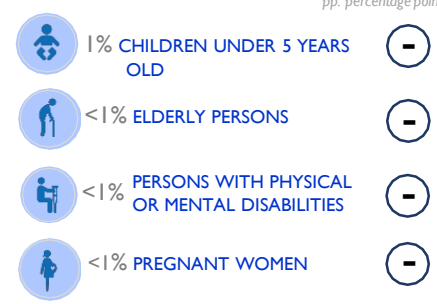 pp: percentage poin
1% CHILDREN UNDER 5 YEARS
OLD
-
<1% ELDERLY PERSONS
-
<1% PERSONS WITH PHYSICAL
OR MENTAL DISABILITIES
-
<1% PREGNANT WOMEN
-